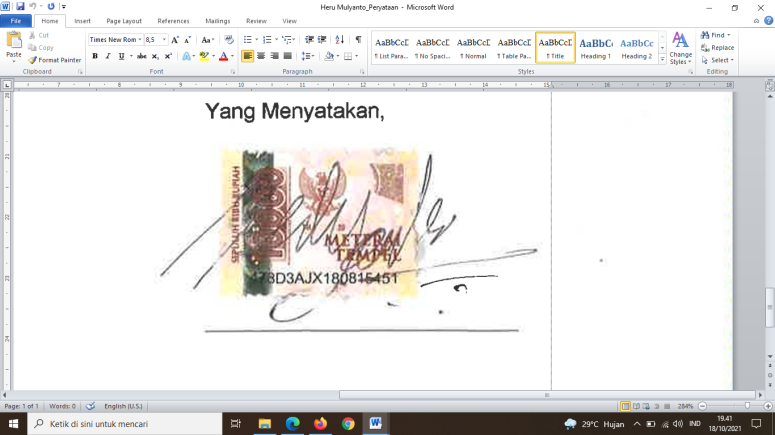 Heru Mulyanto_Peryataan - Microsoft Word
File Home Insert Page Layout References Mailings Review View
Paste
Cut
Copy
Format Painter
Clipboard
Times New Rom 8,5
Font
Paragraph
AaBbCcI AaBbCcI AaBbCcI AaBbCcI AaBbCcI AaBbC AaBbCc
¶ List Para... ¶ No Spaci... ¶ Normal ¶ Table Pa... ¶ Title Heading 1 Heading 2
Styles
Change Styles
Find
Replace
Select
Editing
Yang Menyatakan,
SEPULUH RIBU RUPIAH
10000
METERAI
TEMPEL
178D3AJX180815451
Page: 1 of 1 Words: 0 English (U.S.) 284%
Ketik di sini untuk mencari
29°C Hujan IND 19.41
18/10/2021